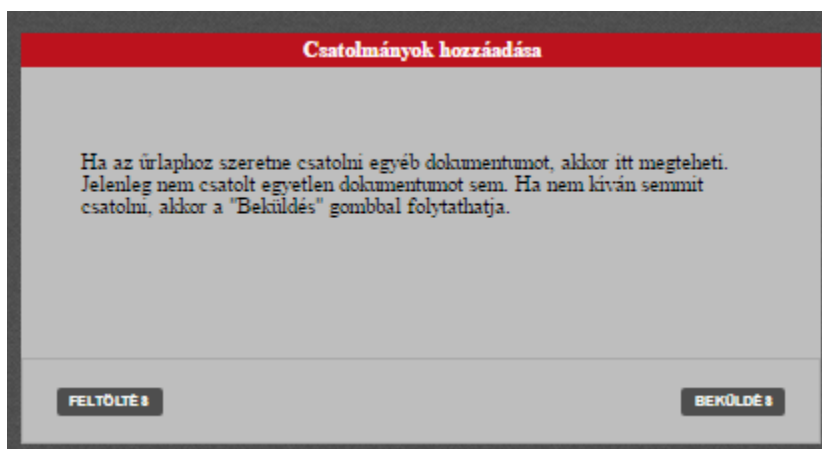 Csatolmányok hozzáadása
Ha az űrlaphoz szeretne csatolni egyéb dokumentumot, akkor itt megteheti.
Jelenleg nem csatolt egyetlen dokumentumot sem. Ha nem kíván semmit
csatolni, akkor a "Beküldés" gombbal folytathatja.
FELTÖLTÉS
BEKÜLDÉS